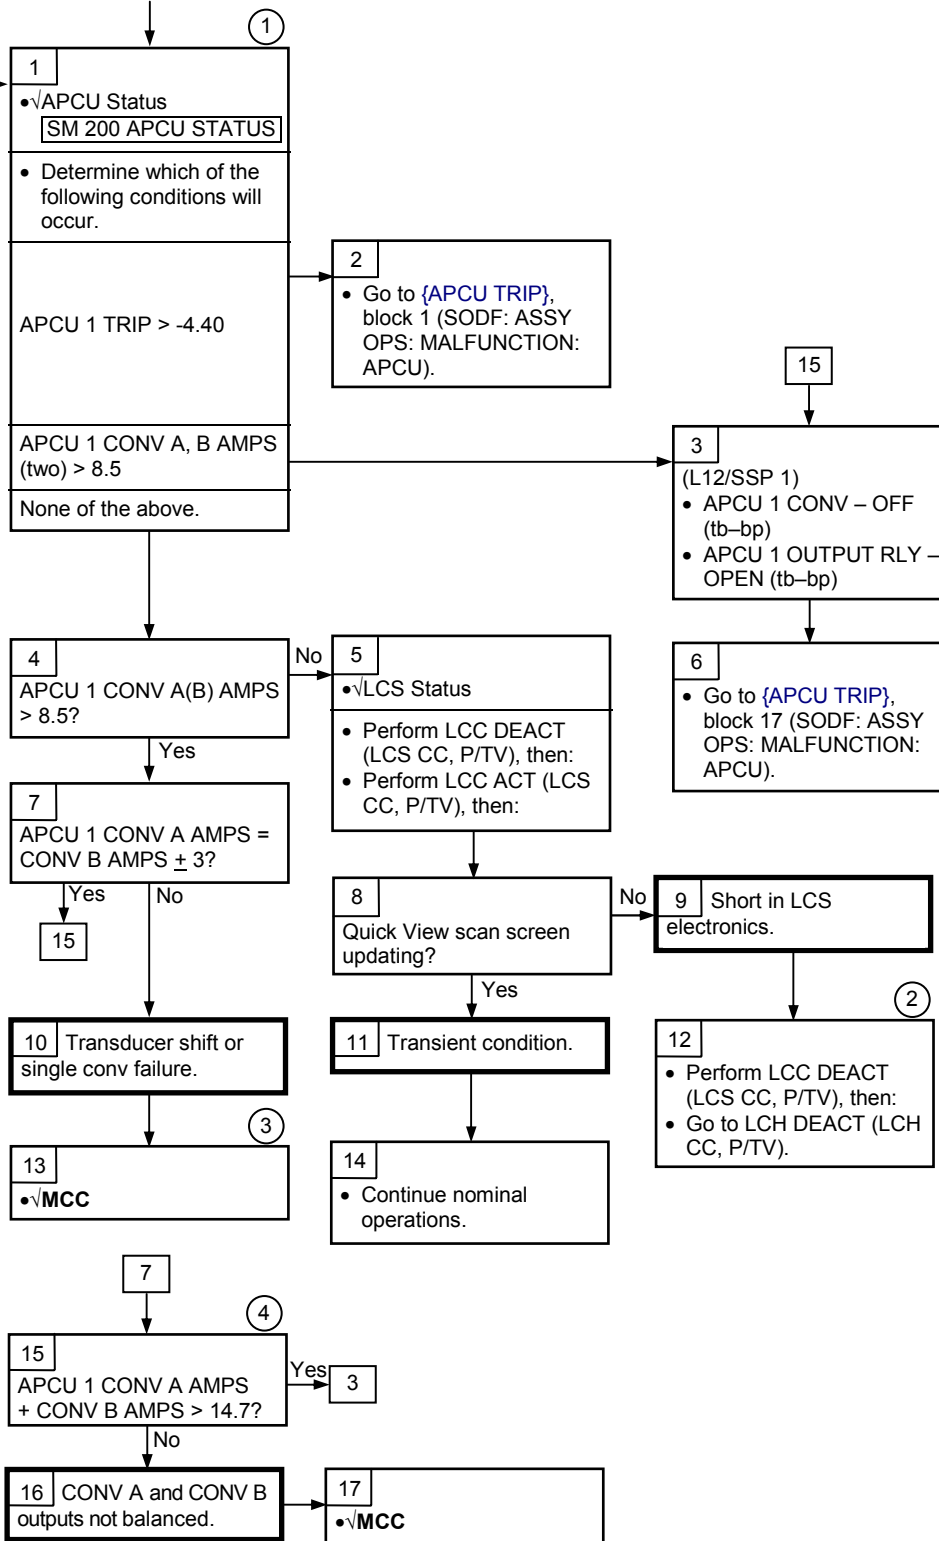 1
1
•√APCU Status
SM 200 APCU STATUS
• Determine which of the
following conditions will
occur.
APCU 1 TRIP > -4.40
APCU 1 CONV A, B AMPS
(two) > 8.5
None of the above.
2
• Go to {APCU TRIP},
block 1 (SODF: ASSY
OPS: MALFUNCTION:
APCU).
15
3
(L12/SSP 1)
• APCU 1 CONV – OFF
(tb–bp)
• APCU 1 OUTPUT RLY –
OPEN (tb–bp)
4
APCU 1 CONV A(B) AMPS
> 8.5?
No
Yes
5
•√LCS Status
• Perform LCC DEACT
(LCS CC, P/TV), then:
• Perform LCC ACT (LCS
CC, P/TV), then:
6
• Go to {APCU TRIP},
block 17 (SODF: ASSY
OPS: MALFUNCTION:
APCU).
7
APCU 1 CONV A AMPS =
CONV B AMPS ± 3?
Yes
No
15
8
Quick View scan screen
updating?
No
Yes
9 Short in LCS
electronics.
10 Transducer shift or
single conv failure.
11 Transient condition.
2
12
• Perform LCC DEACT
(LCS CC, P/TV), then:
• Go to LCH DEACT (LCH
CC, P/TV).
3
13
•√MCC
14
• Continue nominal
operations.
7
4
15
APCU 1 CONV A AMPS
+ CONV B AMPS > 14.7?
Yes
3
No
16 CONV A and CONV B
outputs not balanced.
17
•√MCC